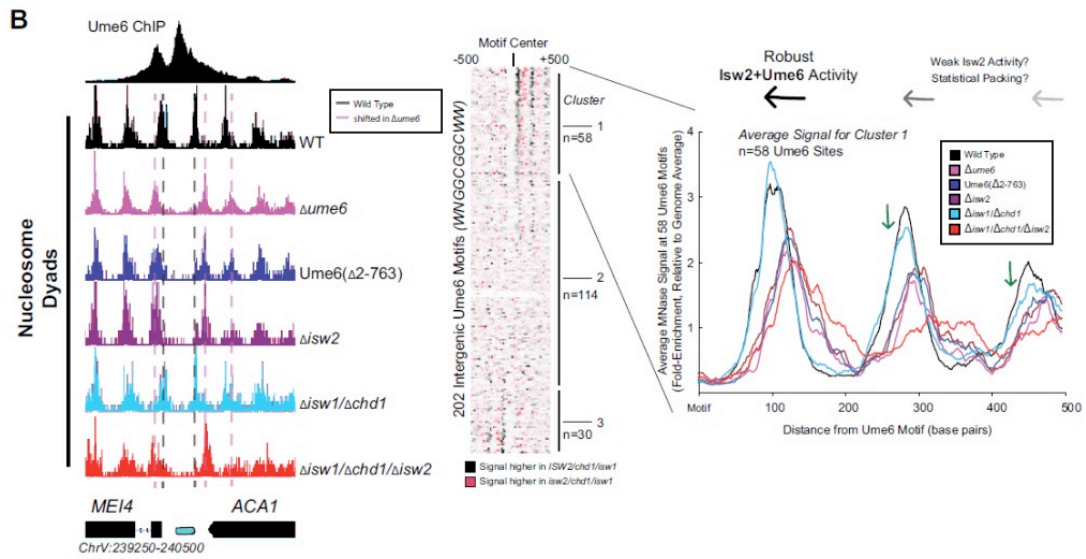 B
Ume6 ChIP
Wild Type
shifted in Δume6
Nucleosome
Dyads
WT
Δume6
Ume6(Δ2-763)
Δisw2
Δisw1/Δchd1
Δisw1/Δchd1/Δisw2
MEI4
ACA1
ChrV:239250-240500
Motif Center
-500
+500
202 Intergenic Ume6 Motifs (WNGGCGGCWW)
Cluster
1
n=58
2
n=114
3
n=30
Signal higher in ISW2/chd1/isw1
Signal higher in isw2/chd1/isw1
Robust
Isw2+Ume6 Activity
Weak Isw2 Activity?
Statistical Packing?
Average Signal for Cluster 1
n=58 Ume6 Sites
Wild Type
Δume6
Ume6(Δ2-763)
Δisw2
Δisw1/Δchd1
Δisw1/Δchd1/Δisw2
Average MNase Signal at 58 Ume6 Motifs
(Fold-Enrichment, Relative to Genome Average)
4
3
2
1
Motif
100
200
300
400
500
Distance from Ume6 Motif (base pairs)